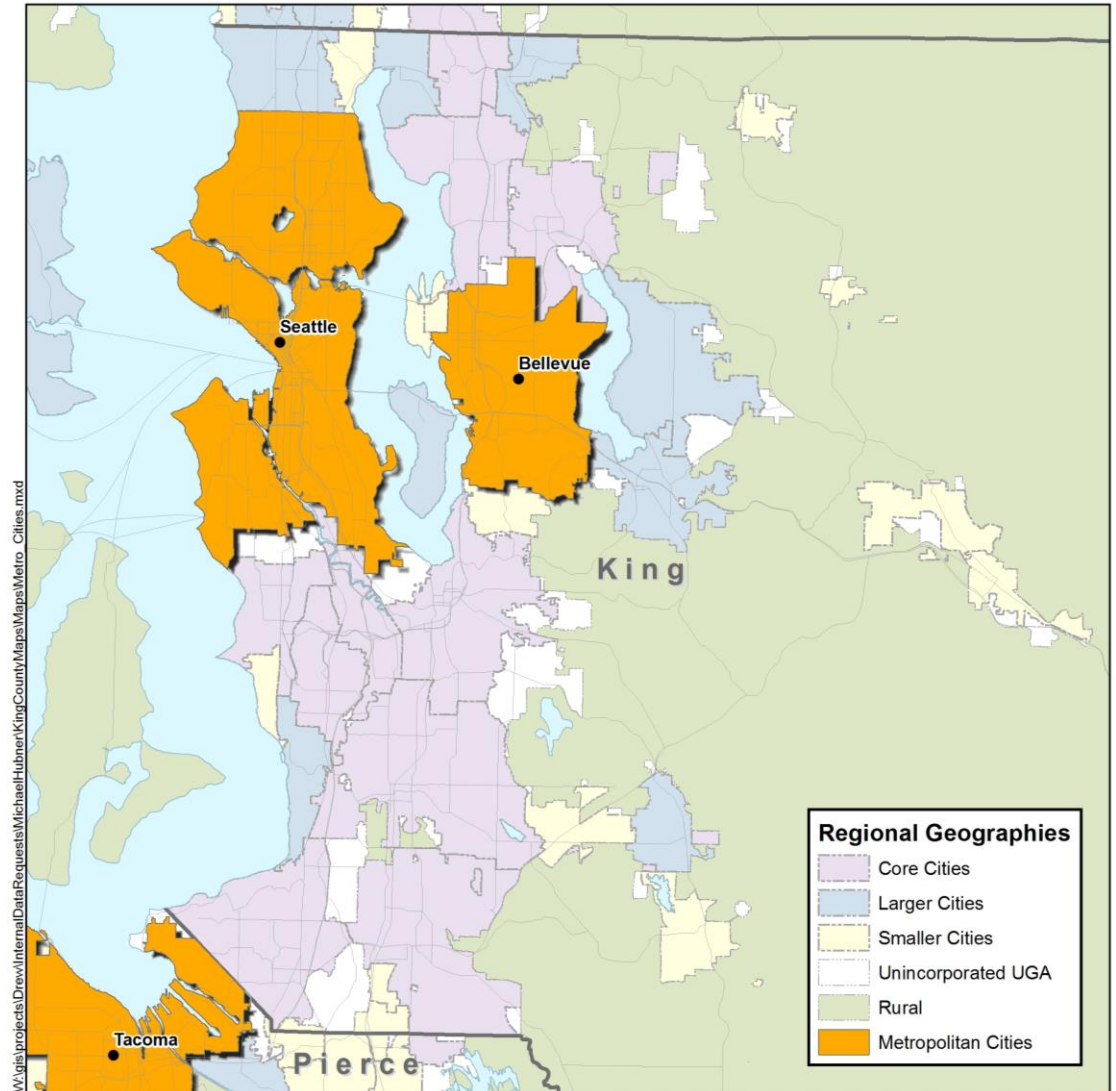 Seattle
Bellevue
King
Tacoma
Pierce
Regional Geographies
Core Cities
Larger Cities
Smaller Cities
Unincorporated UGA
Rural
Metropolitan Cities
W:\gis\projects\Drew\InternalDataRequests\MichaelHubner\KingCountyMaps\Maps\Metro_Cities.mxd